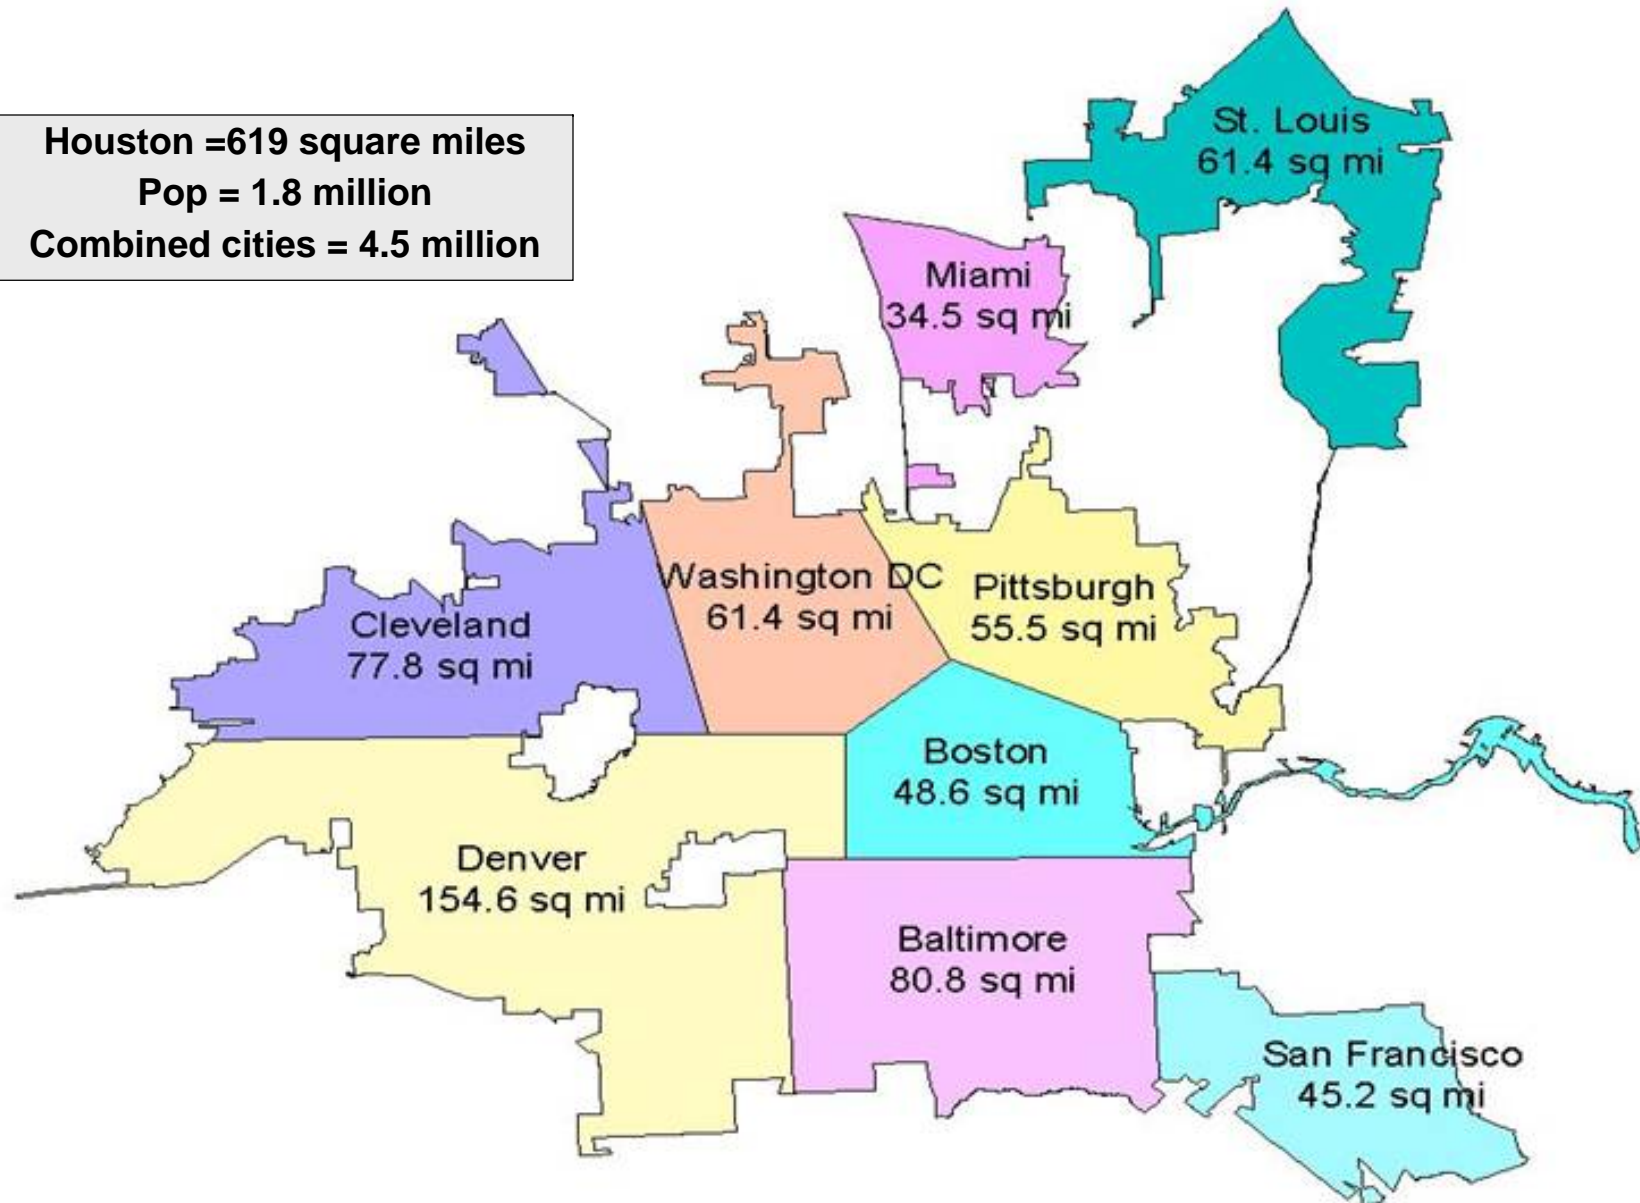 Houston =619 square miles
Pop = 1.8 million
Combined cities = 4.5 million
St. Louis
61.4 sq mi
Miami
34.5 sq mi
Washington DC
61.4 sq mi
Pittsburgh
55.5 sq mi
Cleveland
77.8 sq mi
Boston
48.6 sq mi
Denver
154.6 sq mi
Baltimore
80.8 sq mi
San Francisco
45.2 sq mi